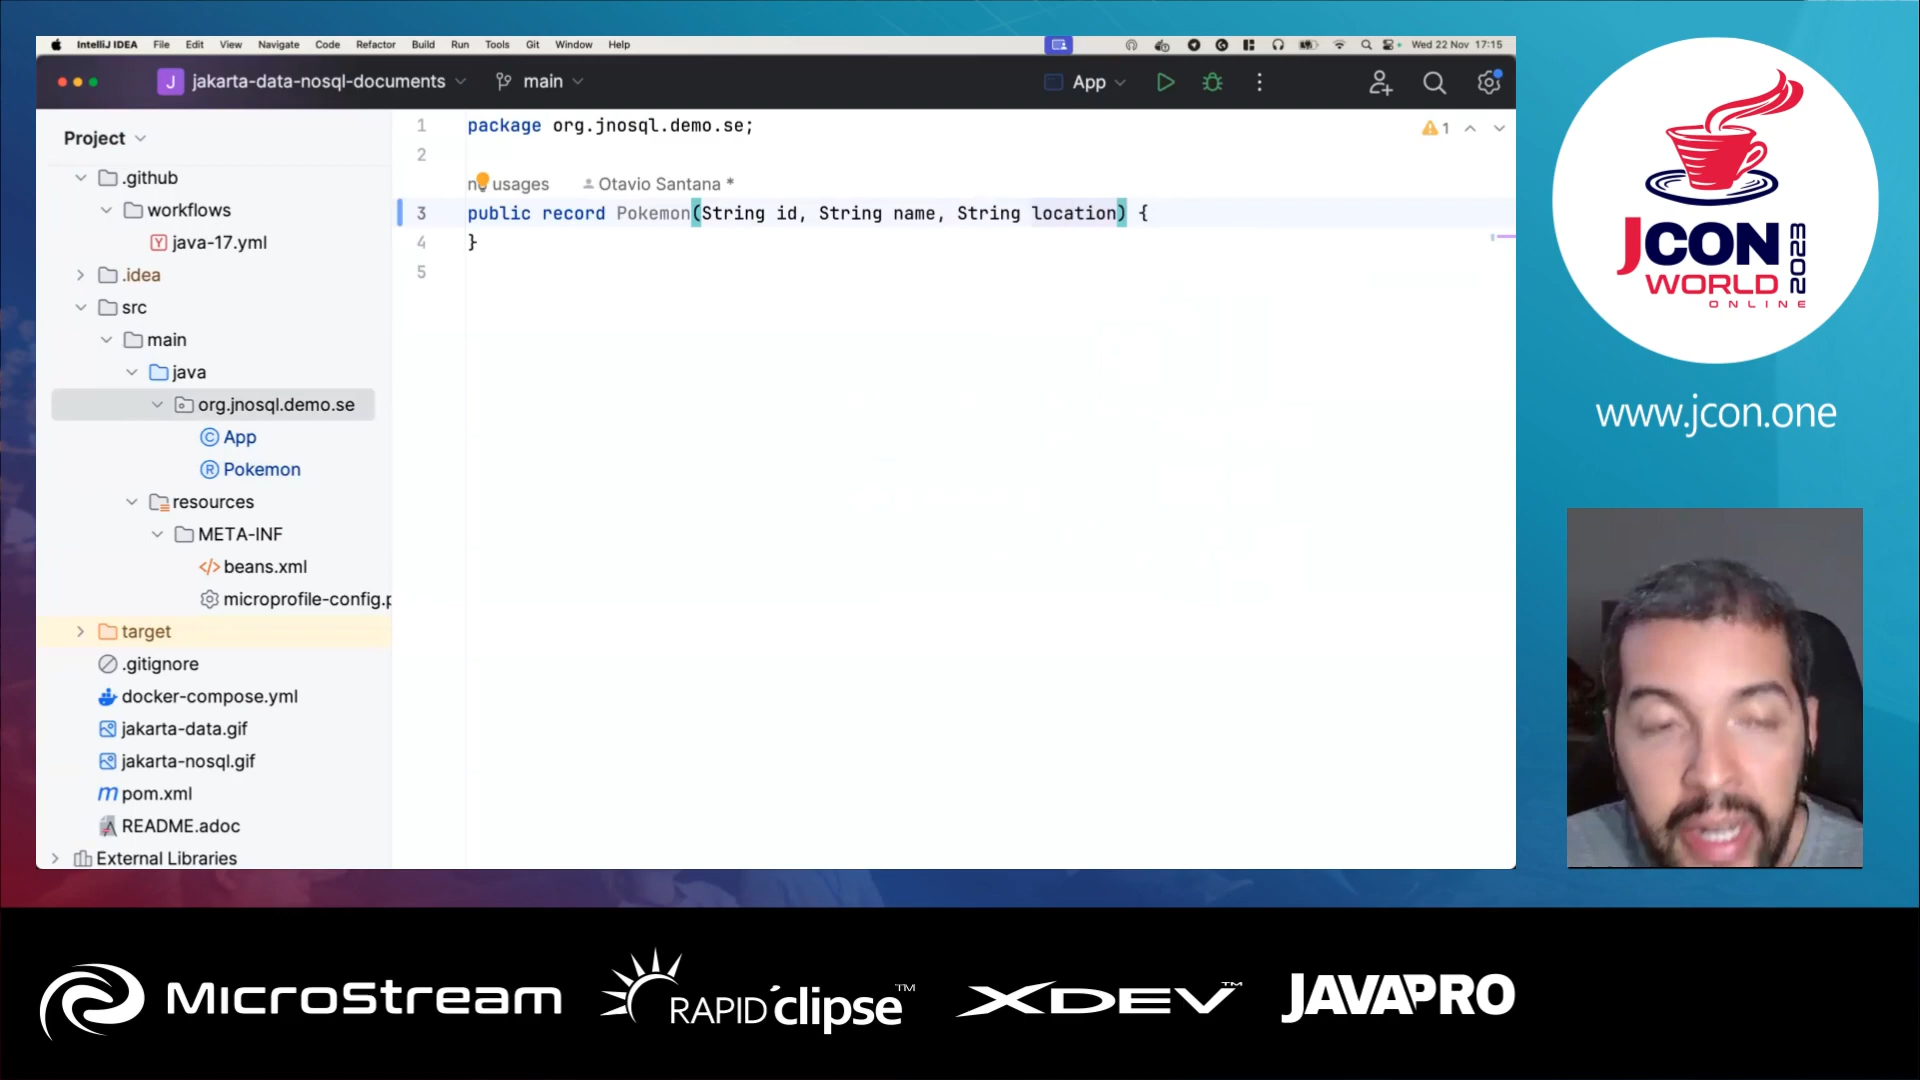 IntelliJ IDEA File Edit View Navigate Code Refactor Build Run Tools Git Window Help Wed 22 Nov 17:15
J jakarta-data-nosql-documents main App
Project
.github
workflows
java-17.yml
.idea
src
main
java
org.jnosql.demo.se
App
Pokemon
resources
META-INF
beans.xml
microprofile-config.p
target
.gitignore
docker-compose.yml
jakarta-data.gif
jakarta-nosql.gif
pom.xml
README.adoc
External Libraries
1 package org.jnosql.demo.se; 1
2
no usages Otavio Santana *
3 public record Pokemon(String id, String name, String location) {
4 }
5
JCON 2023
WORLD
ONLINE
www.jcon.one
MICROSTREAM RAPID'clipse™ XDEV™ JAVAPRO